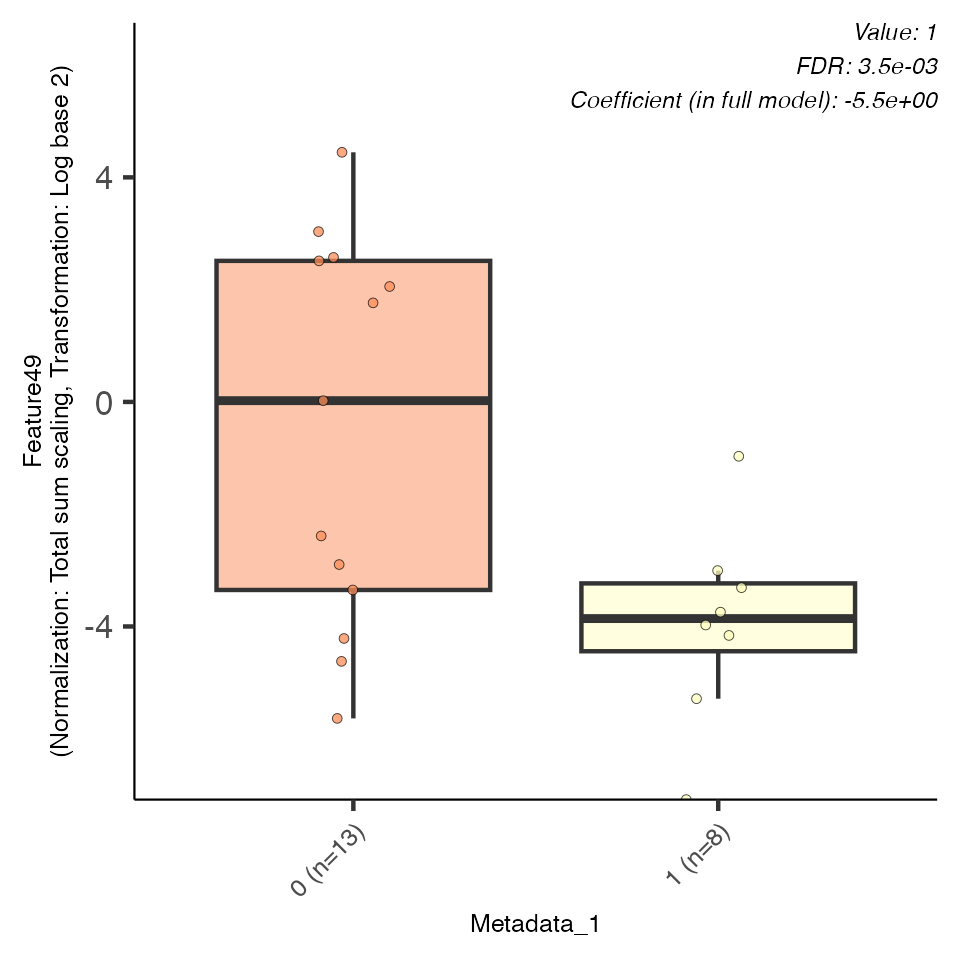 Value: 1
FDR: 3.5e-03
Coefficient (in full model): -5.5e+00
Feature49
(Normalization: Total sum scaling, Transformation: Log base 2)
4
0
-4
0 (n=13)
1 (n=8)
Metadata_1